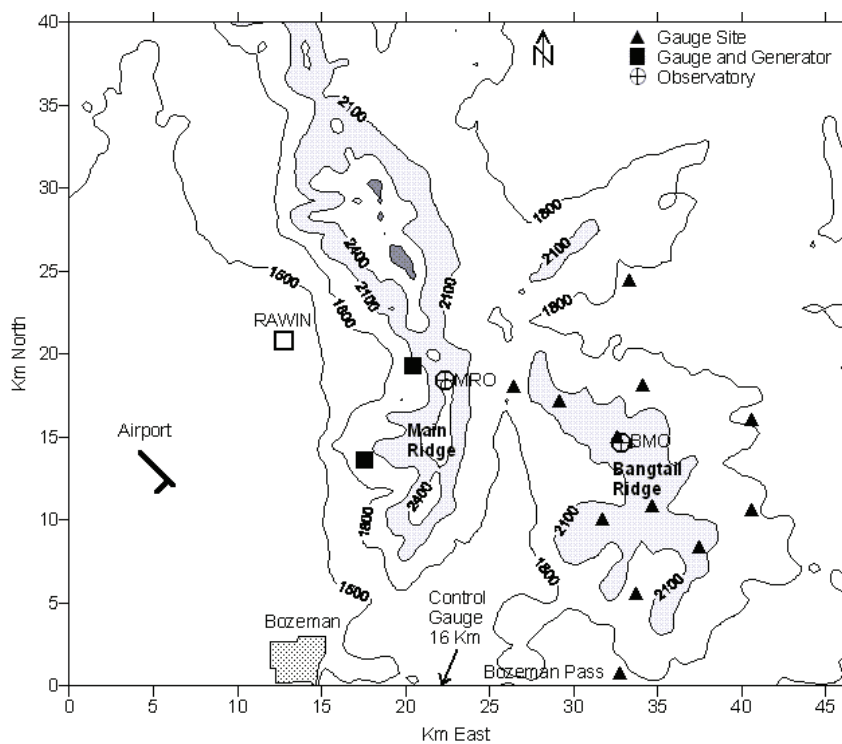 40
35
30
25
20
15
10
5
0
Km North
0
5
10
15
20
25
30
35
40
45
Km East
N
Gauge Site
Gauge and Generator
Observatory
2100
1800
2400
2100
2100
2100
1500
1800
1800
RAWIN
MRO
Airport
Main
Ridge
BMO
Bangtail
Ridge
2400
2100
1800
1800
1500
2100
Control
Gauge
16 Km
Bozeman
Bozeman Pass